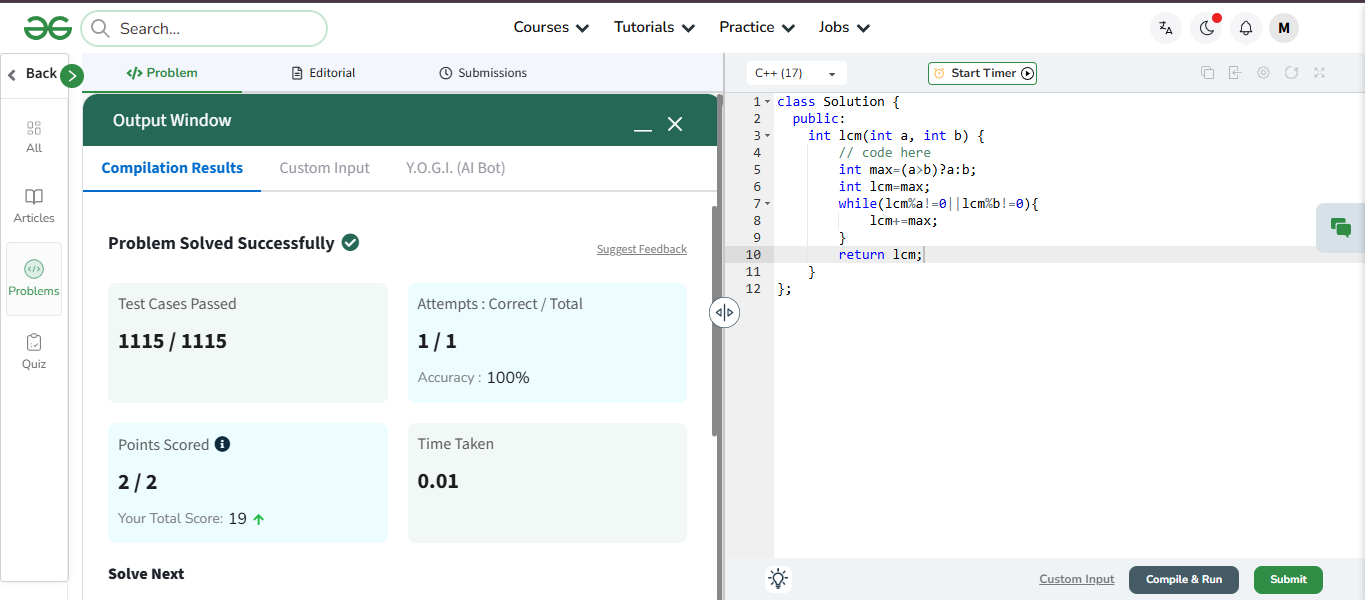 Search...
Courses
Tutorials
Practice
Jobs
M
Back
All
Articles
Problems
Quiz
</> Problem
Editorial
Submissions
Output Window
Compilation Results
Custom Input
Y.O.G.I. (AI Bot)
Problem Solved Successfully
Suggest Feedback
Test Cases Passed
1115 / 1115
Attempts : Correct / Total
1 / 1
Accuracy : 100%
Points Scored
2 / 2
Your Total Score: 19
Time Taken
0.01
Solve Next
C++ (17)
Start Timer
1 class Solution {
2 public:
3 int lcm(int a, int b) {
4 // code here
5 int max=(a>b)?a:b;
6 int lcm=max;
7 while(lcm%a!=0||lcm%b!=0){
8 lcm+=max;
9 }
10 return lcm;
11 }
12 };
Custom Input
Compile & Run
Submit